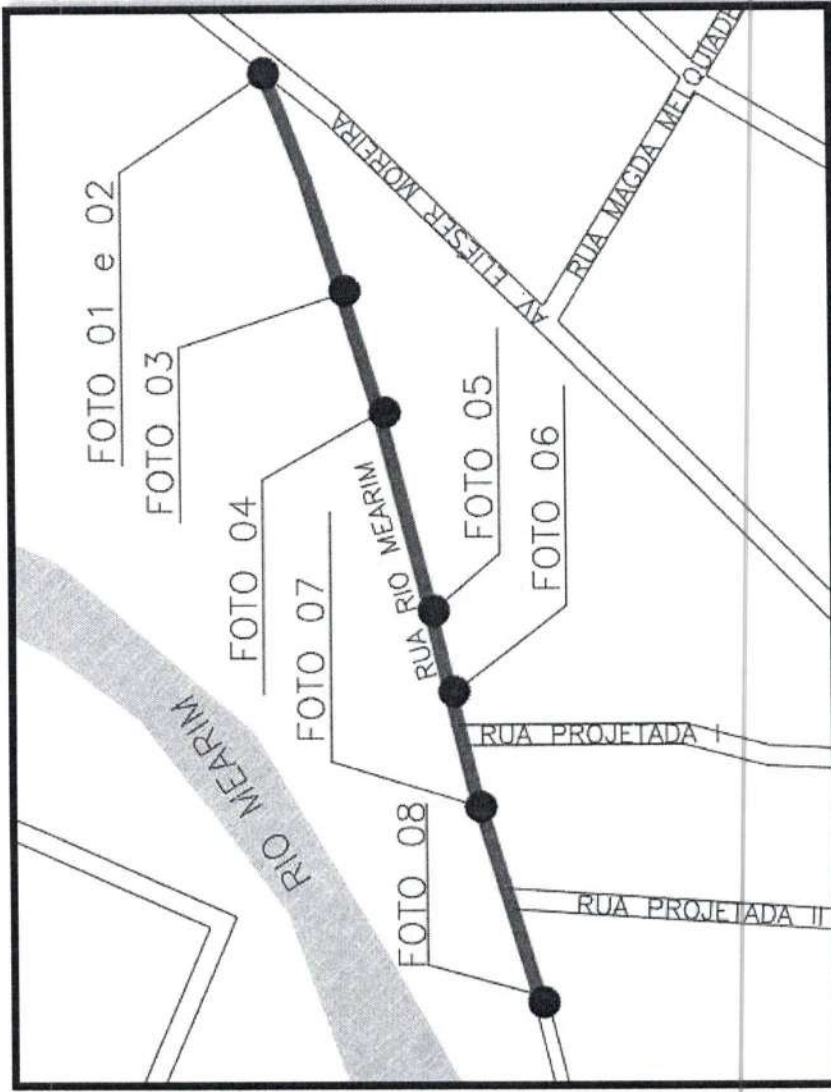 FOTO 01 e 02
FOTO 03
FOTO 04
FOTO 07
FOTO 08
RUA RIO MEARIM
FOTO 05
FOTO 06
RIO MEARIM
AV. ELIÉSER MOREIRA
RUA MAGDA MELQUIADE
RUA PROJETADA I
RUA PROJETADA II